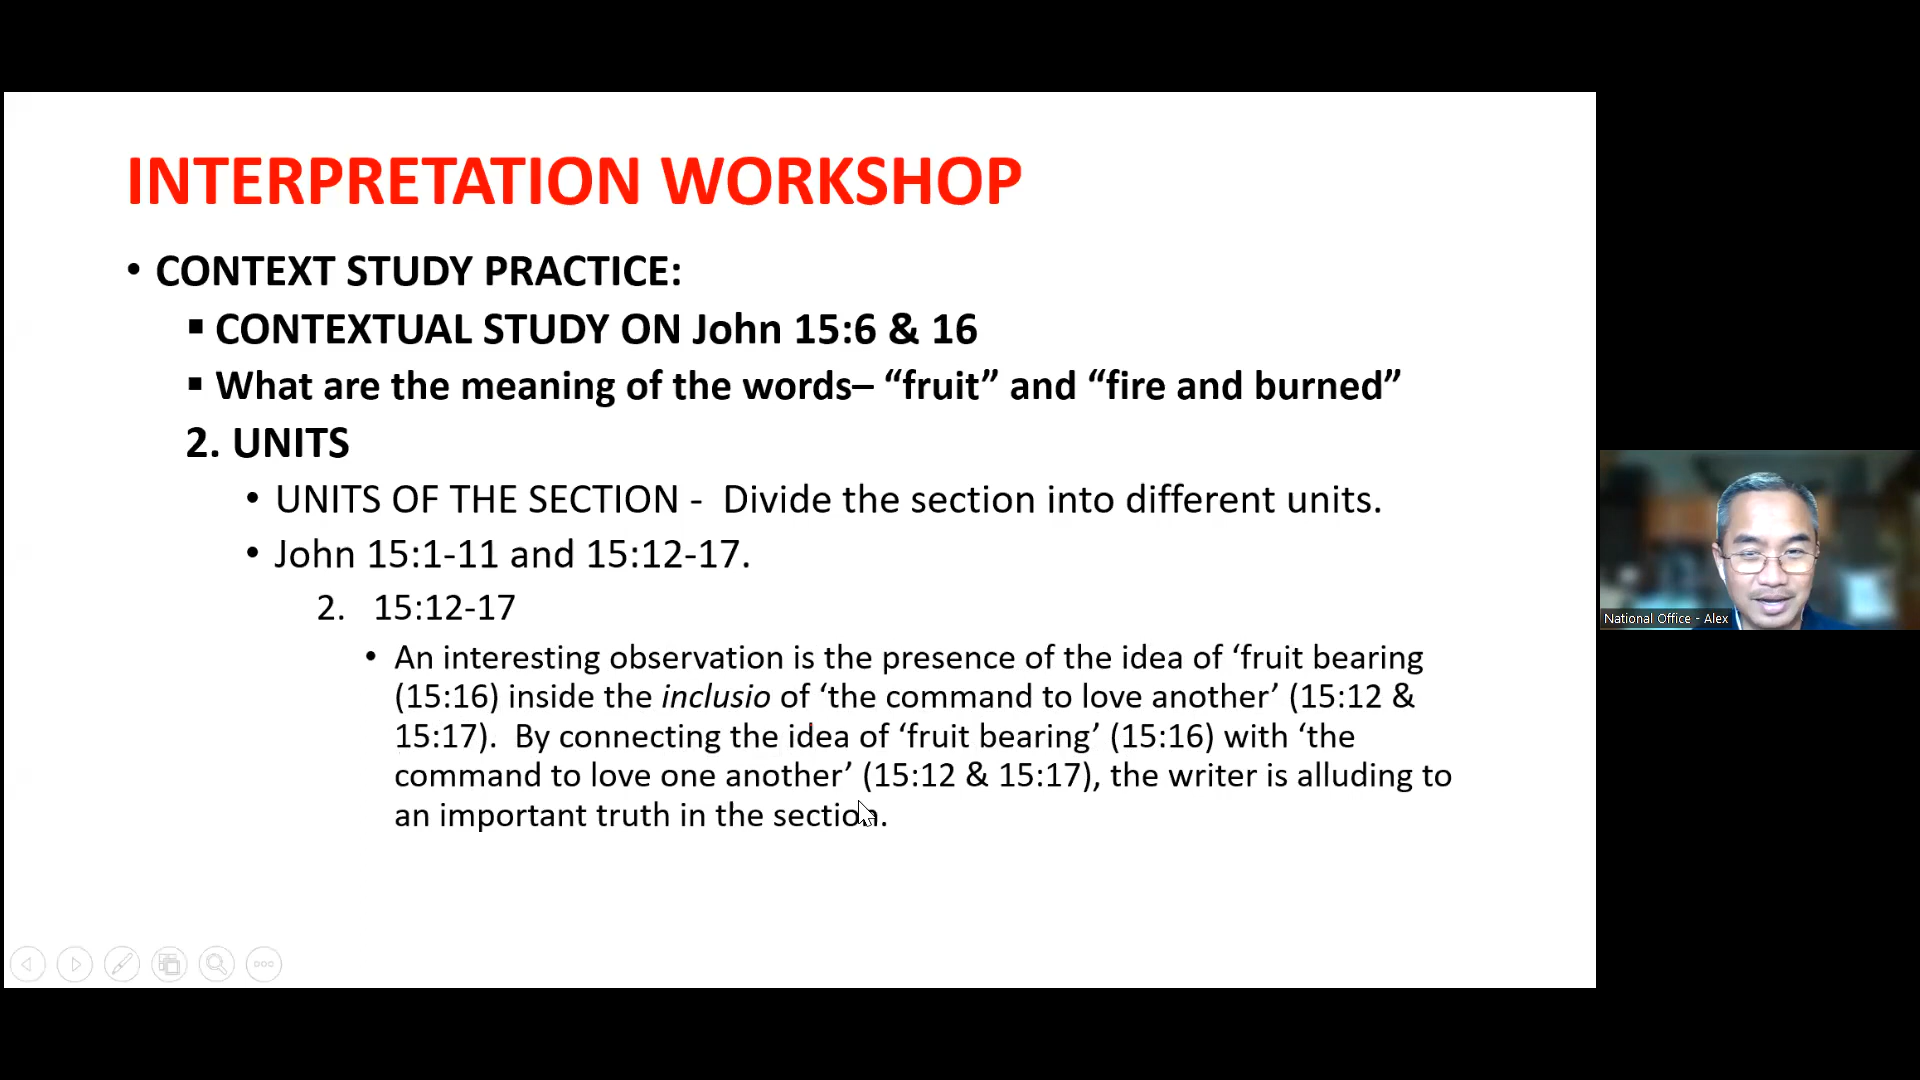 INTERPRETATION WORKSHOP
• CONTEXT STUDY PRACTICE:
▪ CONTEXTUAL STUDY ON John 15:6 & 16
▪ What are the meaning of the words– “fruit” and “fire and burned”
2. UNITS
• UNITS OF THE SECTION - Divide the section into different units.
• John 15:1-11 and 15:12-17.
2. 15:12-17
• An interesting observation is the presence of the idea of ‘fruit bearing
(15:16) inside the inclusio of ‘the command to love another’ (15:12 &
15:17). By connecting the idea of ‘fruit bearing’ (15:16) with ‘the
command to love one another’ (15:12 & 15:17), the writer is alluding to
an important truth in the section.
National Office - Alex